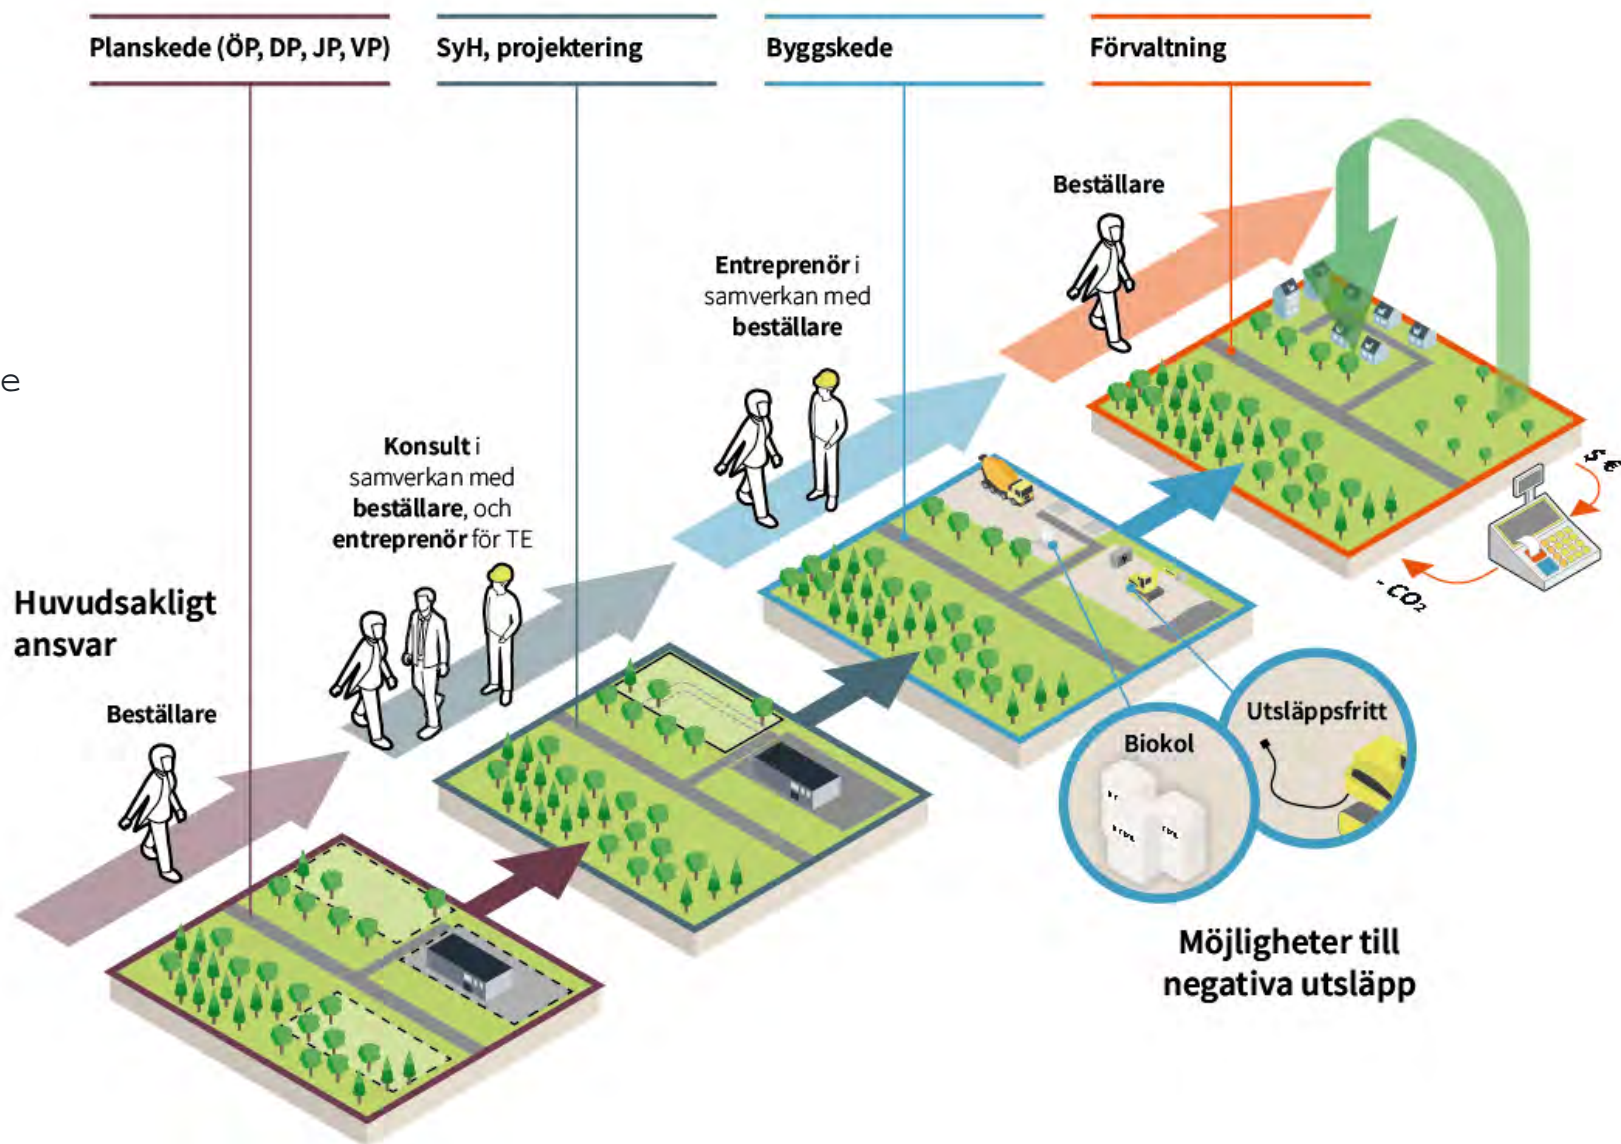 Planskede (ÖP, DP, JP, VP)
SyH, projektering
Byggskede
Förvaltning
Beställare
Entreprenör i
samverkan med
beställare
e
Konsult i
samverkan med
beställare, och
entreprenör för TE
Huvudsakligt
ansvar
Beställare
$ €
- CO₂
Utsläppsfritt
Biokol
Möjligheter till
negativa utsläpp